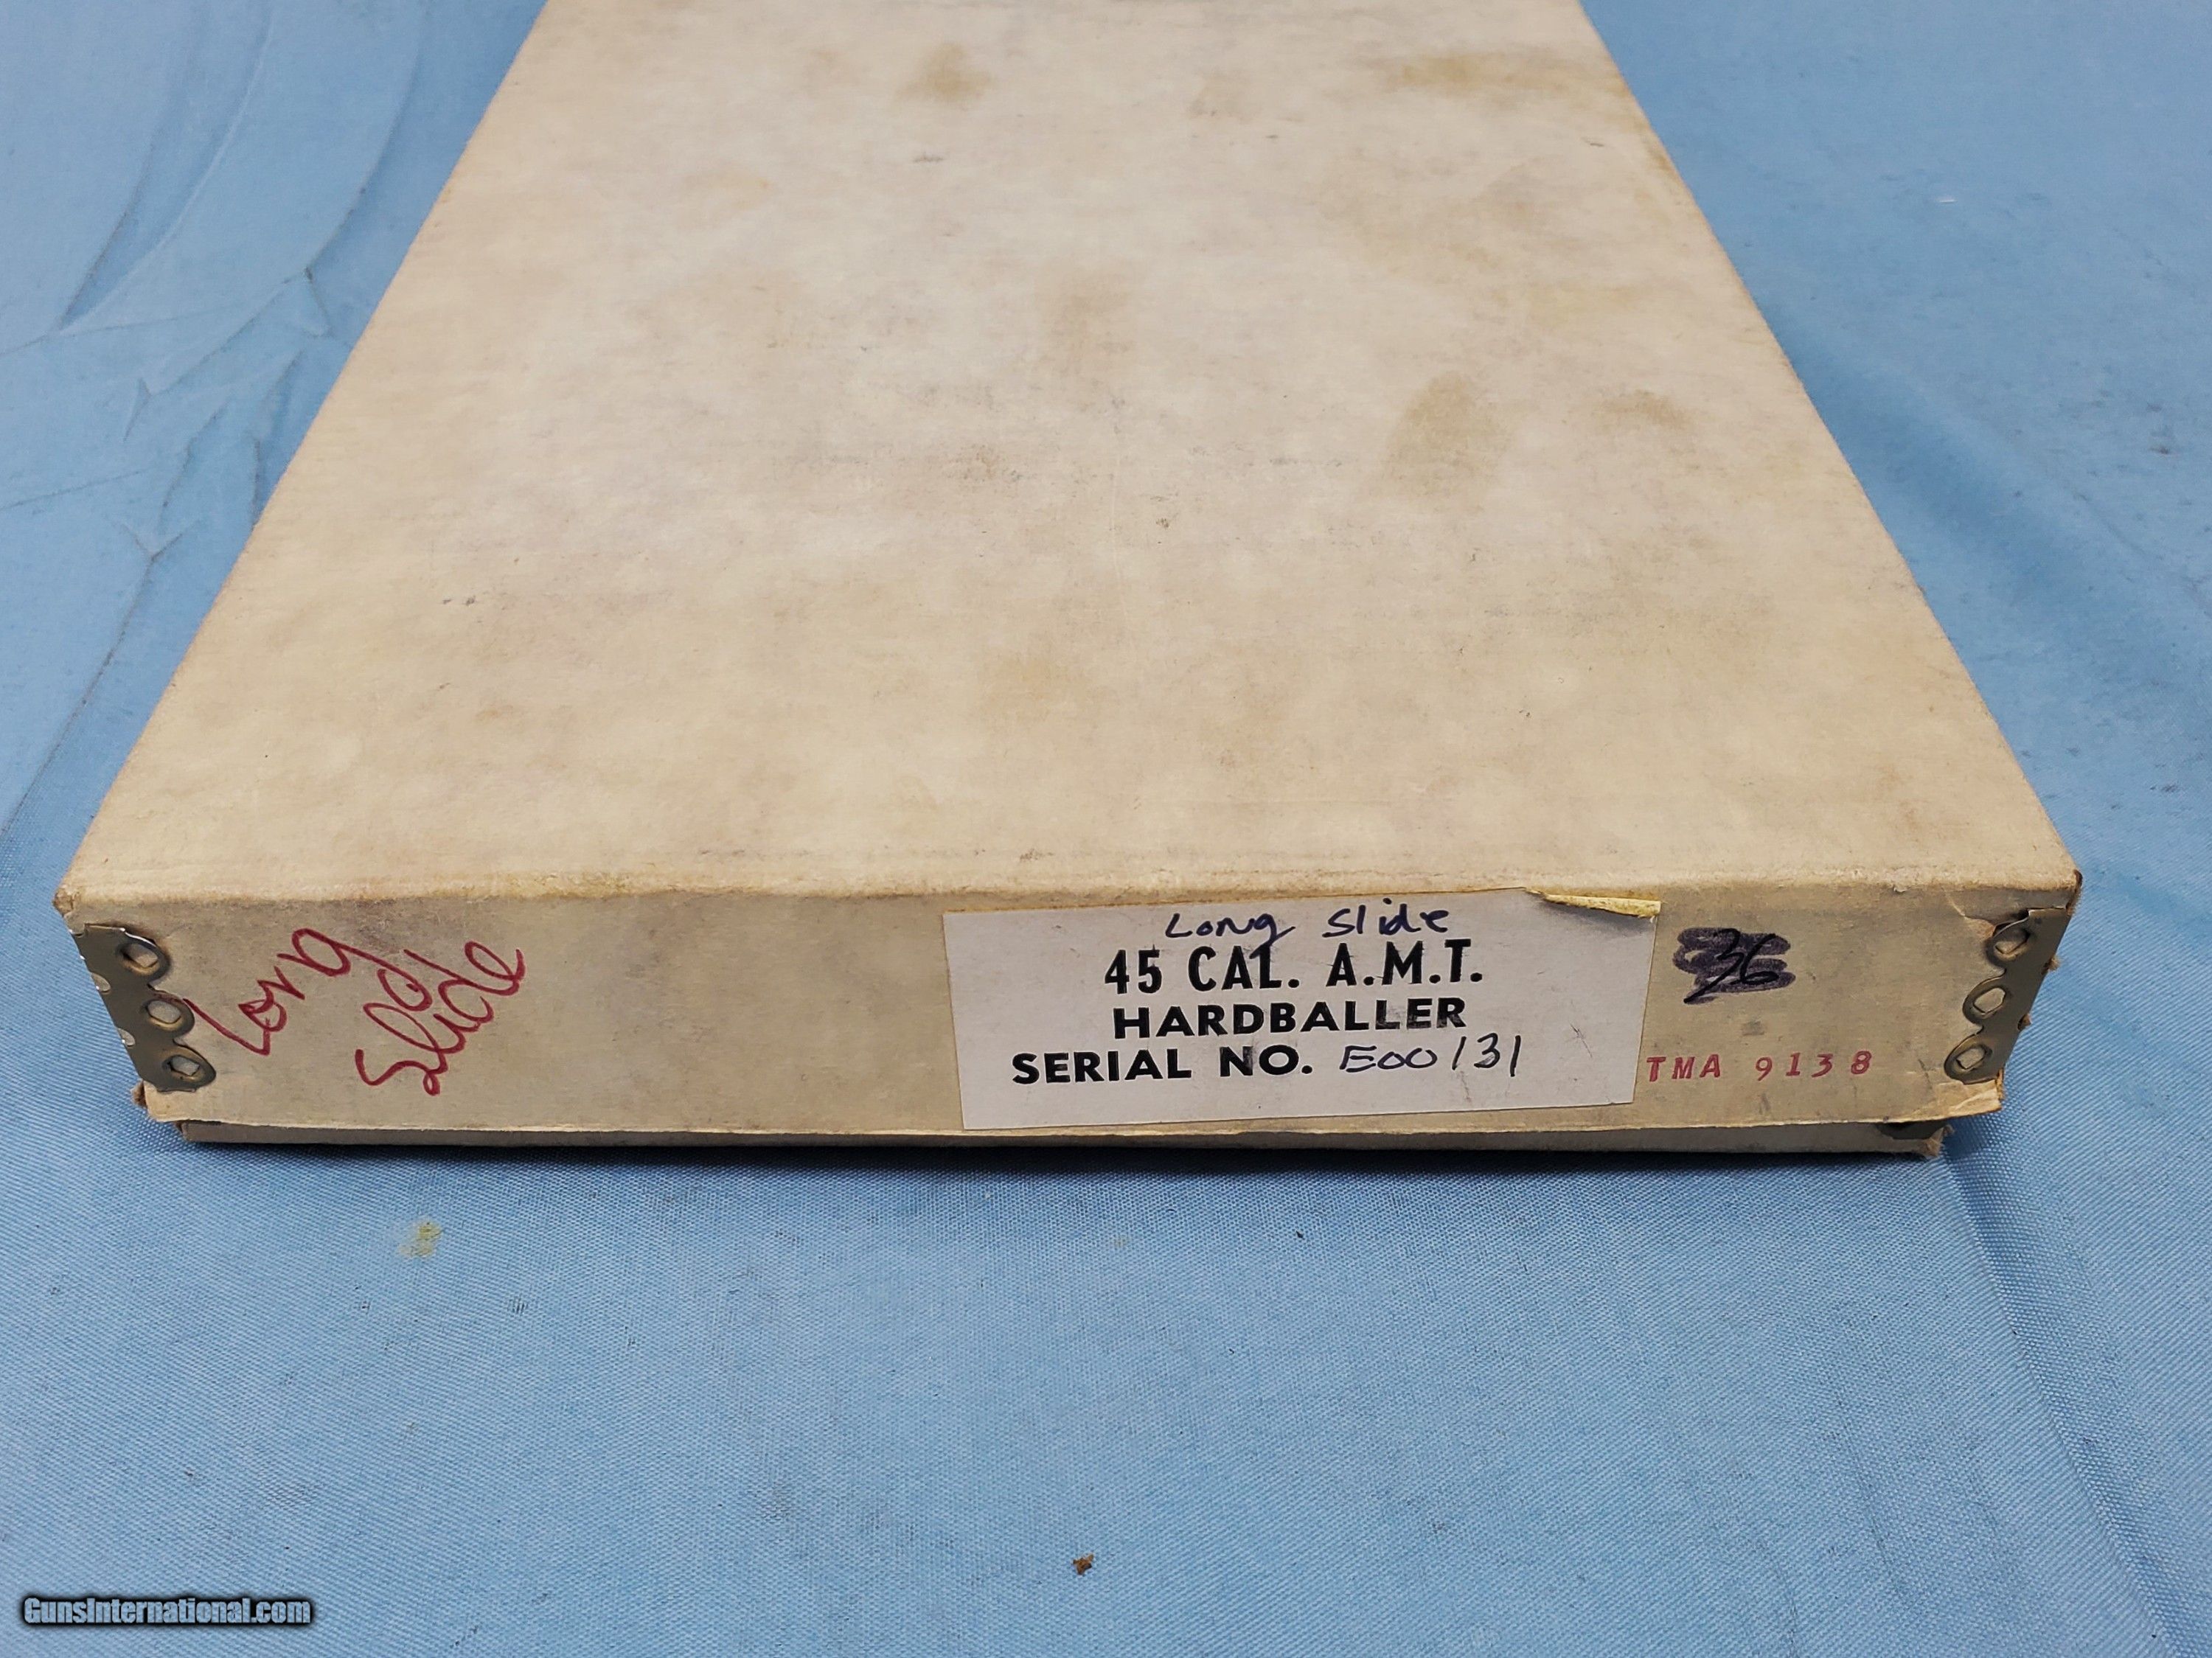 Long
Slide
Long Slide
45 CAL. A.M.T.
HARDBALLER
SERIAL NO. E00131
36
TMA 9138
GunsInternational.com